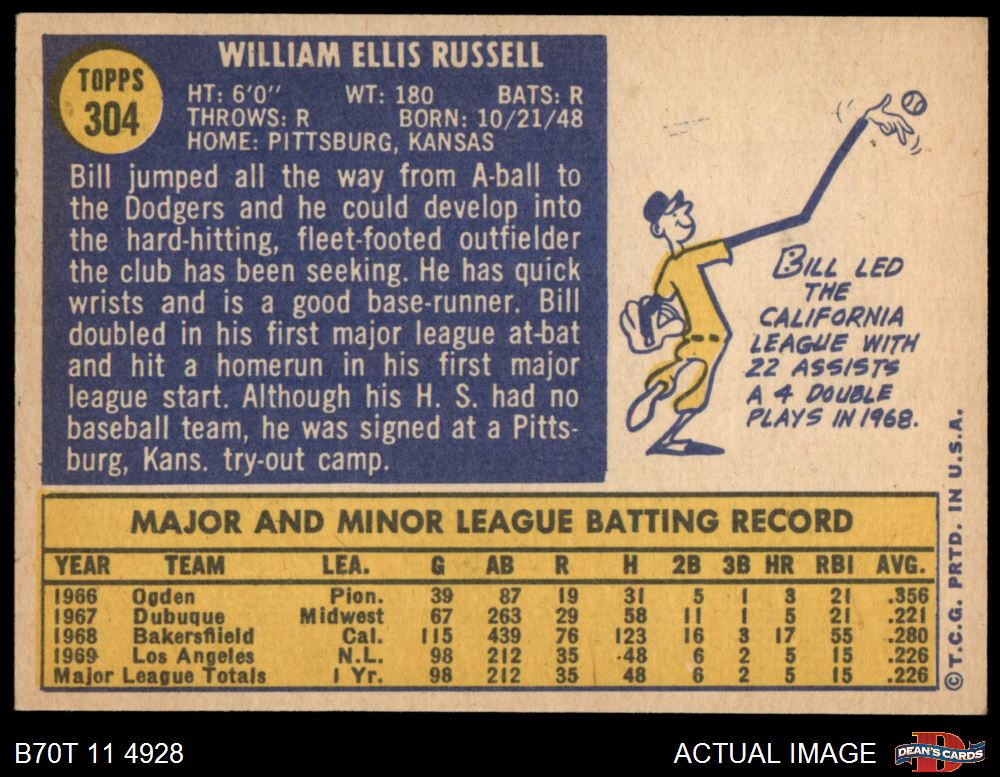 TOPPS
304
WILLIAM ELLIS RUSSELL
HT: 6'0" WT: 180 BATS: R
THROWS: R BORN: 10/21/48
HOME: PITTSBURG, KANSAS
Bill jumped all the way from A-ball to
the Dodgers and he could develop into
the hard-hitting, fleet-footed outfielder
the club has been seeking. He has quick
wrists and is a good base-runner. Bill
doubled in his first major league at-bat
and hit a homerun in his first major
league start. Although his H. S. had no
baseball team, he was signed at a Pitts-
burg, Kans. try-out camp.
BILL LED
THE
CALIFORNIA
LEAGUE WITH
22 ASSISTS
A 4 DOUBLE
PLAYS IN 1968.
MAJOR AND MINOR LEAGUE BATTING RECORD
YEAR TEAM LEA. G AB R H 2B 3B HR RBI AVG.
1966 Ogden Pion. 39 87 19 31 5 1 3 21 .356
1967 Dubuque Midwest 67 263 29 58 11 1 5 21 .221
1968 Bakersfiield Cal. 115 439 76 123 16 3 17 55 .280
1969 Los Angeles N.L. 98 212 35 48 6 2 5 15 .226
Major League Totals 1 Yr. 98 212 35 48 6 2 5 15 .226
©T.C.G. PRTD. IN U.S.A.
B70T 11 4928
ACTUAL IMAGE
D
DEAN'S CARDS